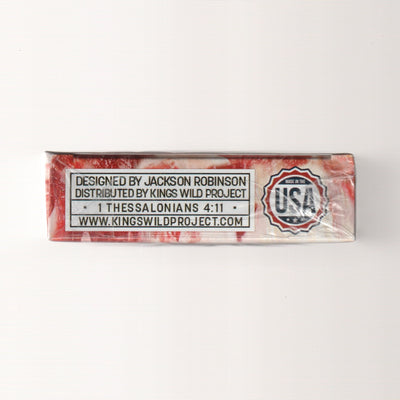 DESIGNED BY JACKSON ROBINSON
DISTRIBUTED BY KINGS WILD PROJECT
• 1 THESSALONIANS 4:11 •
WWW.KINGSWILDPROJECT.COM
MADE IN THE
USA